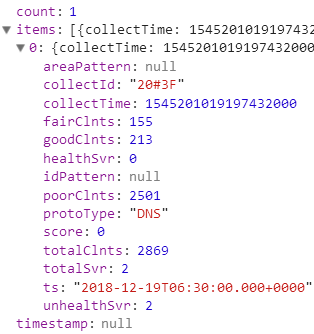 count: 1
▼ items: [{collectTime: 1545201019197432
▼ 0: {collectTime: 1545201019197432000
areaPattern: null
collectId: "20#3F"
collectTime: 1545201019197432000
fairClnts: 155
goodClnts: 213
healthSvr: 0
idPattern: null
poorClnts: 2501
protoType: "DNS"
score: 0
totalClnts: 2869
totalSvr: 2
ts: "2018-12-19T06:30:00.000+0000"
unhealthSvr: 2
timestamp: null